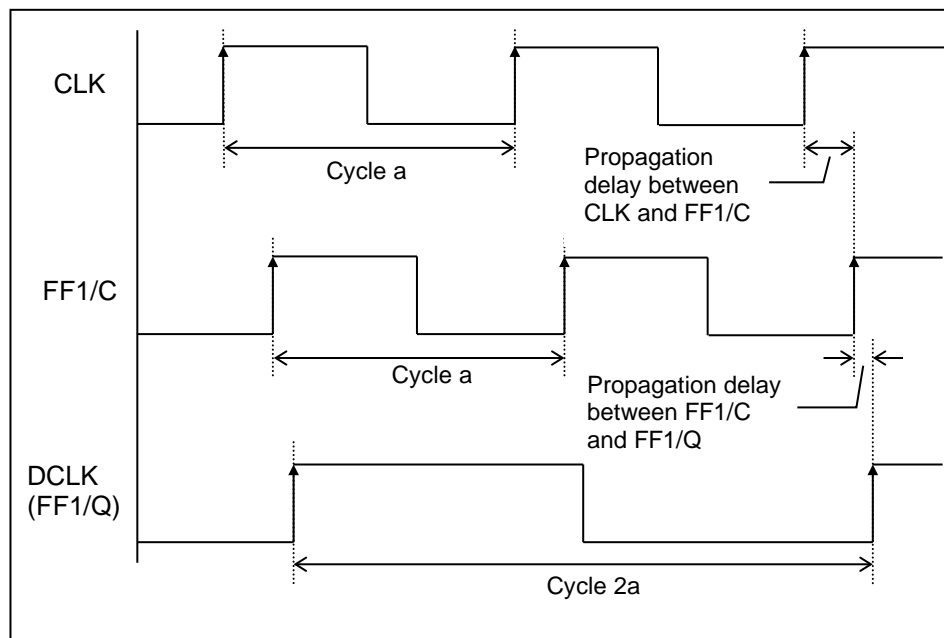 CLK
Cycle a
Propagation
delay between
CLK and FF1/C
FF1/C
Cycle a
Propagation delay
between FF1/C
and FF1/Q
DCLK
(FF1/Q)
Cycle 2a